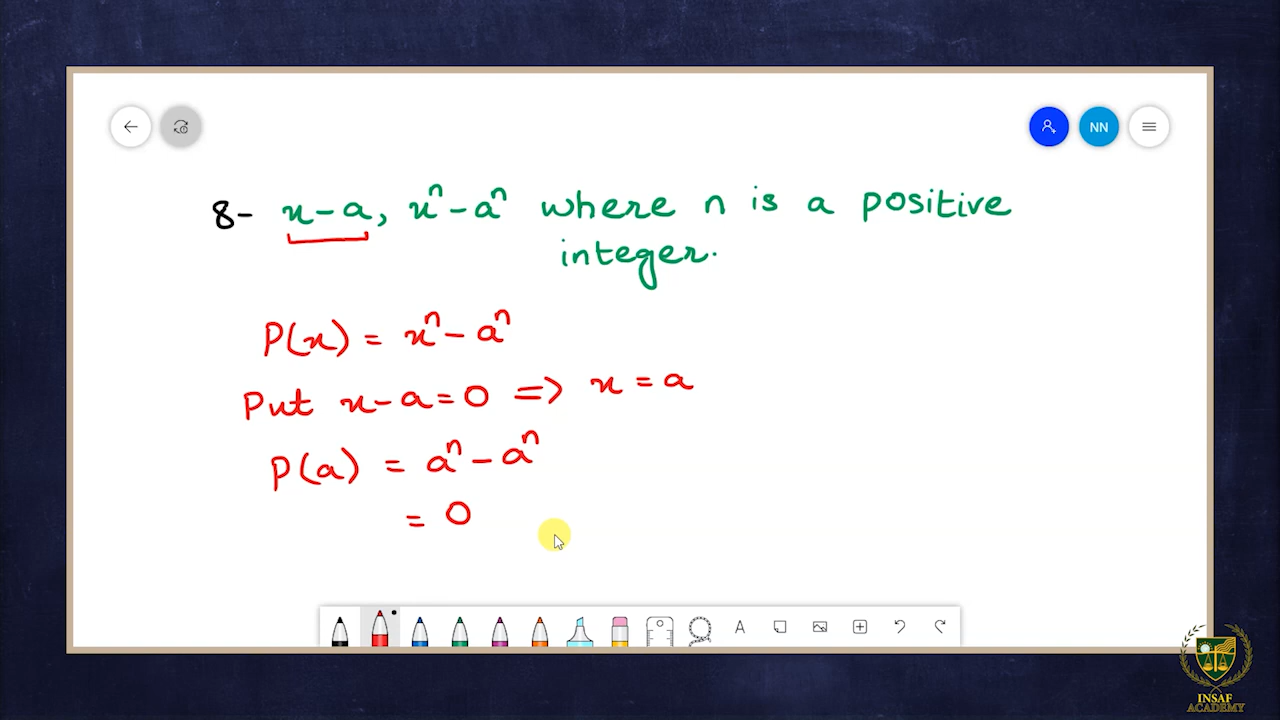 NN
8- x-a, xⁿ-aⁿ where n is a positive
integer.
P(x) = xⁿ-aⁿ
Put x-a=0 => x=a
P(a) = aⁿ-aⁿ
= 0
A
INSAF
ACADEMY